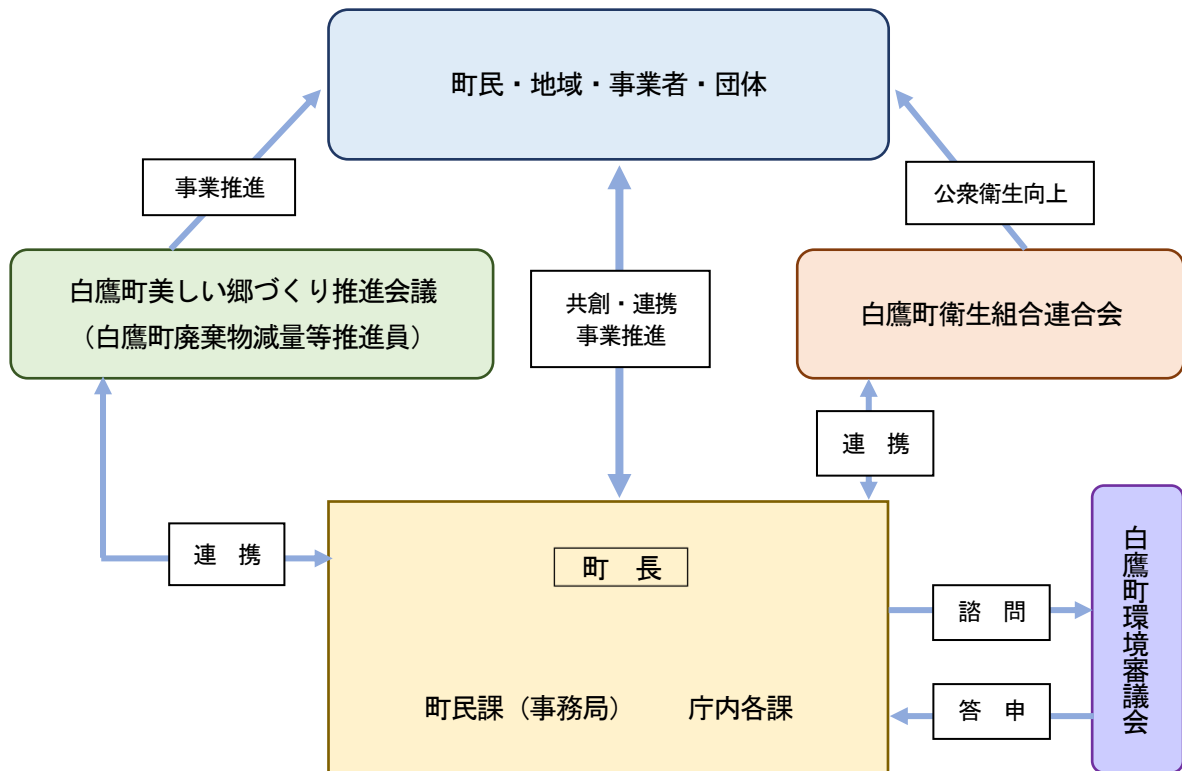 町民・地域・事業者・団体
事業推進
公衆衛生向上
白鷹町美しい郷づくり推進会議
（白鷹町廃棄物減量等推進員）
共創・連携
事業推進
白鷹町衛生組合連合会
連　携
連　携
町　長
諮　問
答　申
町民課（事務局）　　庁内各課
白鷹町環境審議会